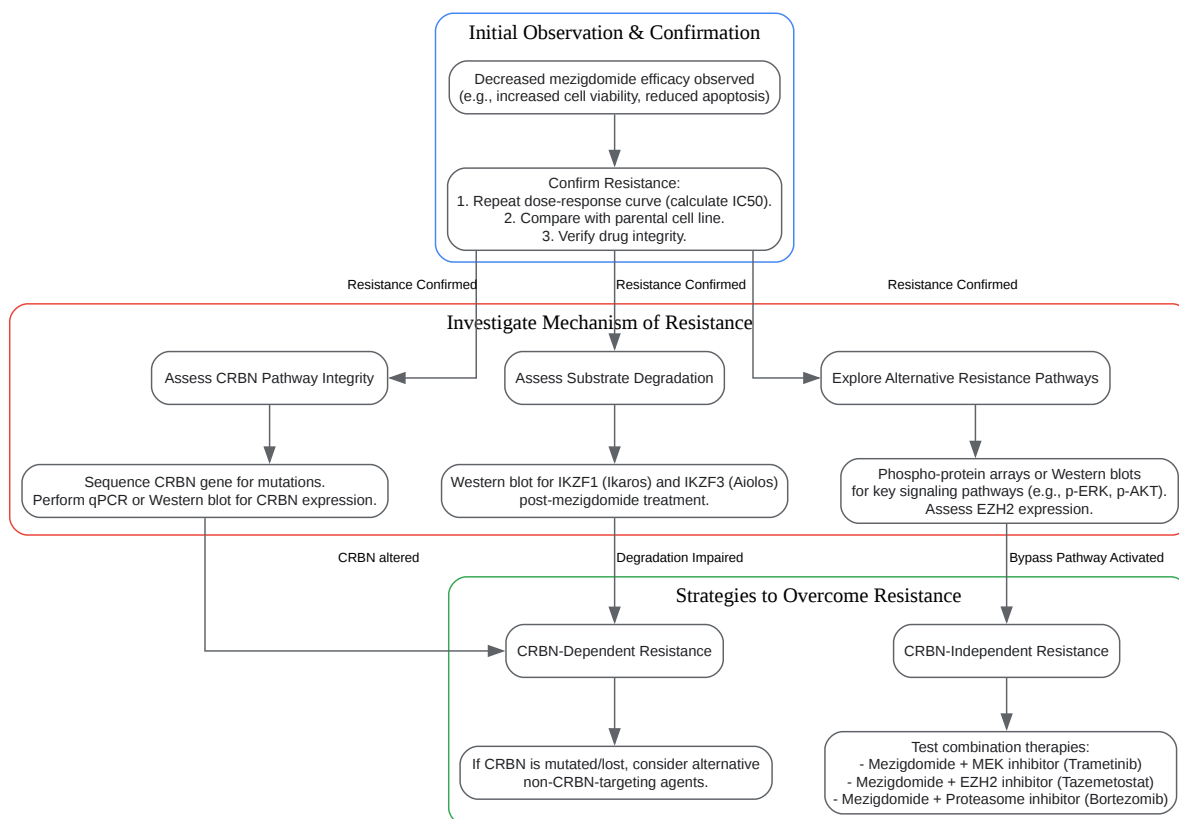 Initial Observation & Confirmation
Decreased mezigdomide efficacy observed
(e.g., increased cell viability, reduced apoptosis)
Confirm Resistance:
1. Repeat dose-response curve (calculate IC50).
2. Compare with parental cell line.
3. Verify drug integrity.
Resistance Confirmed
Resistance Confirmed
Resistance Confirmed
Investigate Mechanism of Resistance
Assess CRBN Pathway Integrity
Assess Substrate Degradation
Explore Alternative Resistance Pathways
Sequence CRBN gene for mutations.
Perform qPCR or Western blot for CRBN expression.
Western blot for IKZF1 (Ikaros) and IKZF3 (Aiolos)
post-mezigdomide treatment.
Phospho-protein arrays or Western blots
for key signaling pathways (e.g., p-ERK, p-AKT).
Assess EZH2 expression.
CRBN altered
Degradation Impaired
Bypass Pathway Activated
Strategies to Overcome Resistance
CRBN-Dependent Resistance
CRBN-Independent Resistance
If CRBN is mutated/lost, consider alternative
non-CRBN-targeting agents.
Test combination therapies:
- Mezigdomide + MEK inhibitor (Trametinib)
- Mezigdomide + EZH2 inhibitor (Tazemetostat)
- Mezigdomide + Proteasome inhibitor (Bortezomib)